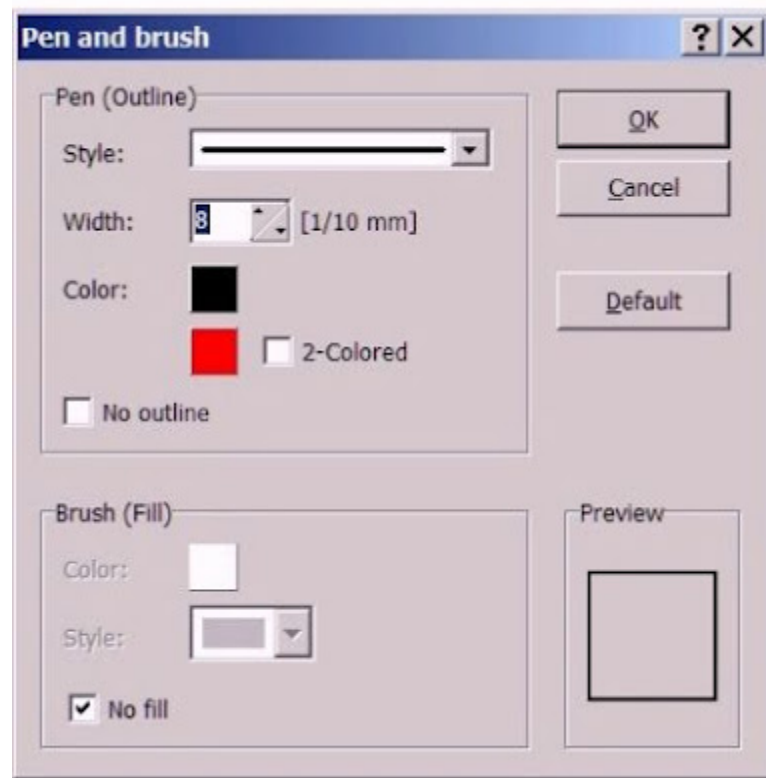 Pen and brush
Pen (Outline)
Style:
Width: 8 [1/10 mm]
Color:
2-Colored
No outline
OK
Cancel
Default
Brush (Fill)
Color:
Style:
No fill
Preview